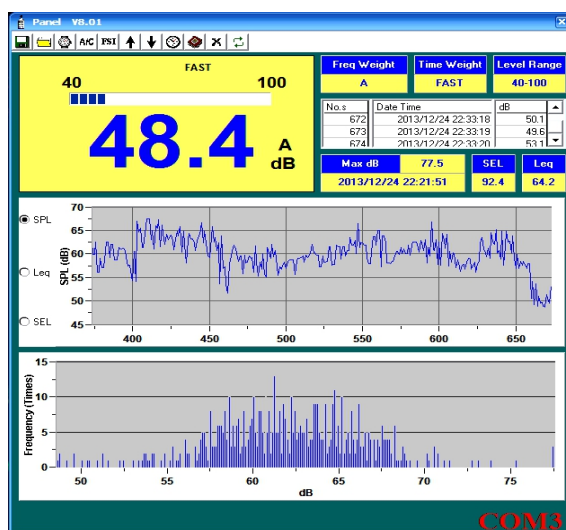 Panel V8.01
A/C FSI
FAST
40 100
48.4 A dB
Freq Weight Time Weight Level Range
A FAST 40-100
No.s Date Time dB
672 2013/12/24 22:33:18 50.1
673 2013/12/24 22:33:19 49.6
674 2013/12/24 22:33:20 53.1
Max dB 77.5 SEL Leq
2013/12/24 22:21:51 92.4 64.2
SPL
Leq
SEL
SPL (dB)
70
65
60
55
50
45
400 450 500 550 600 650
Frequency (Times)
15
10
5
0
50 55 60 65 70 75
dB
COM3